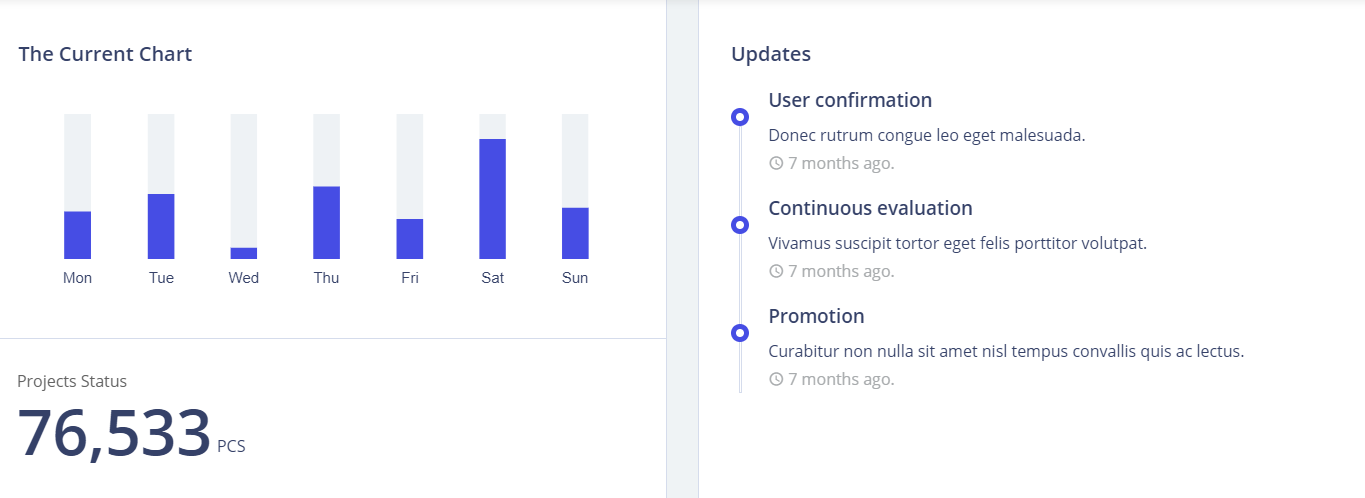 The Current Chart
Mon Tue Wed Thu Fri Sat Sun
Projects Status
76,533 PCS
Updates
User confirmation
Donec rutrum congue leo eget malesuada.
7 months ago.
Continuous evaluation
Vivamus suscipit tortor eget felis porttitor volutpat.
7 months ago.
Promotion
Curabitur non nulla sit amet nisl tempus convallis quis ac lectus.
7 months ago.